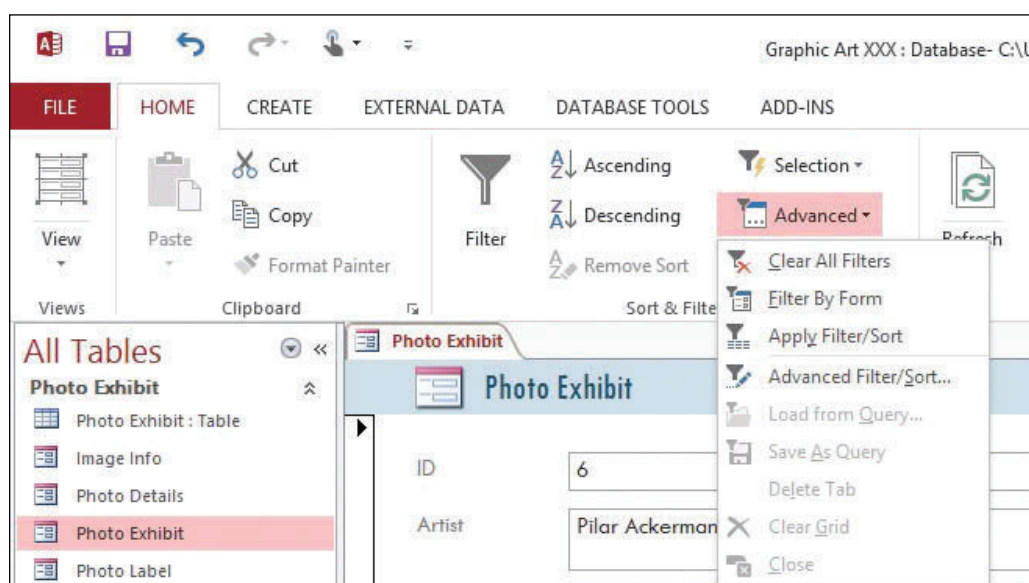 Graphic Art XXX : Database- C:\U
FILE HOME CREATE EXTERNAL DATA DATABASE TOOLS ADD-INS
View
Paste
Cut
Copy
Format Painter
Filter
Ascending
Descending
Remove Sort
Selection
Advanced
Refresh
Views
Clipboard
Sort & Filte
Clear All Filters
Filter By Form
Apply Filter/Sort
Advanced Filter/Sort...
Load from Query...
Save As Query
Delete Tab
Clear Grid
Close
All Tables
Photo Exhibit
Photo Exhibit : Table
Image Info
Photo Details
Photo Exhibit
Photo Label
Photo Exhibit
Photo Exhibit
ID 6
Artist Pilar Ackerman